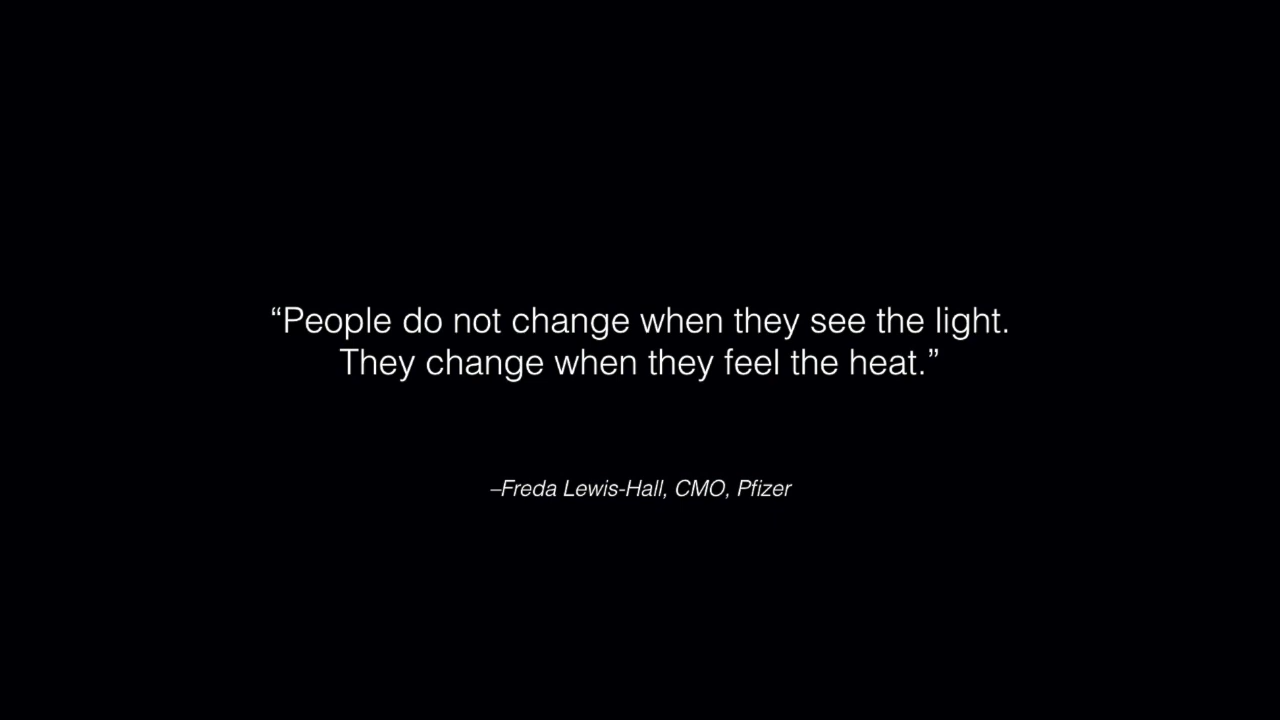 “People do not change when they see the light.
They change when they feel the heat.”
–Freda Lewis-Hall, CMO, Pfizer